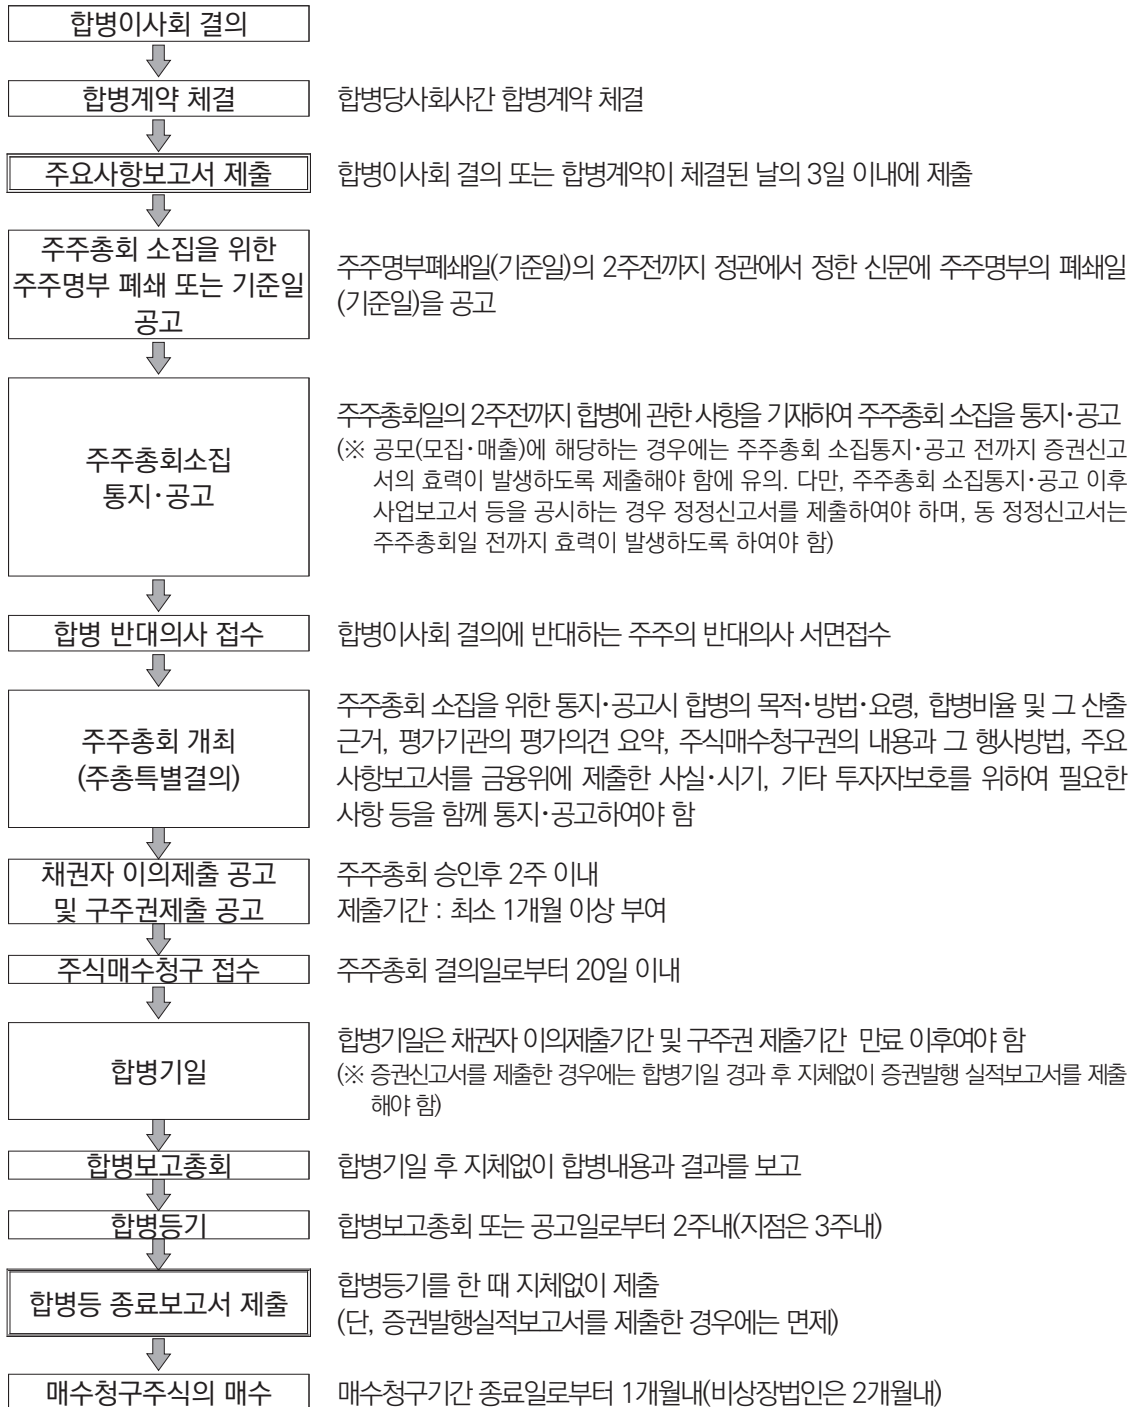 합병이사회 결의
합병계약 체결
합병당사회사간 합병계약 체결
주요사항보고서 제출
합병이사회 결의 또는 합병계약이 체결된 날의 3일 이내에 제출
주주총회 소집을 위한
주주명부 폐쇄 또는 기준일
공고
주주명부폐쇄일(기준일)의 2주전까지 정관에서 정한 신문에 주주명부의 폐쇄일
(기준일)을 공고
주주총회소집
통지·공고
주주총회일의 2주전까지 합병에 관한 사항을 기재하여 주주총회 소집을 통지·공고
(※ 공모(모집·매출)에 해당하는 경우에는 주주총회 소집통지·공고 전까지 증권신고
서의 효력이 발생하도록 제출해야 함에 유의. 다만, 주주총회 소집통지·공고 이후
사업보고서 등을 공시하는 경우 정정신고서를 제출하여야 하며, 동 정정신고서는
주주총회일 전까지 효력이 발생하도록 하여야 함)
합병 반대의사 접수
합병이사회 결의에 반대하는 주주의 반대의사 서면접수
주주총회 개최
(주총특별결의)
주주총회 소집을 위한 통지·공고시 합병의 목적·방법·요령, 합병비율 및 그 산출
근거, 평가기관의 평가의견 요약, 주식매수청구권의 내용과 그 행사방법, 주요
사항보고서를 금융위에 제출한 사실·시기, 기타 투자자보호를 위하여 필요한
사항 등을 함께 통지·공고하여야 함
채권자 이의제출 공고
및 구주권제출 공고
주주총회 승인후 2주 이내
제출기간 : 최소 1개월 이상 부여
주식매수청구 접수
주주총회 결의일로부터 20일 이내
합병기일
합병기일은 채권자 이의제출기간 및 구주권 제출기간 만료 이후여야 함
(※ 증권신고서를 제출한 경우에는 합병기일 경과 후 지체없이 증권발행 실적보고서를 제출
해야 함)
합병보고총회
합병기일 후 지체없이 합병내용과 결과를 보고
합병등기
합병보고총회 또는 공고일로부터 2주내(지점은 3주내)
합병등 종료보고서 제출
합병등기를 한 때 지체없이 제출
(단, 증권발행실적보고서를 제출한 경우에는 면제)
매수청구주식의 매수
매수청구기간 종료일로부터 1개월내(비상장법인은 2개월내)